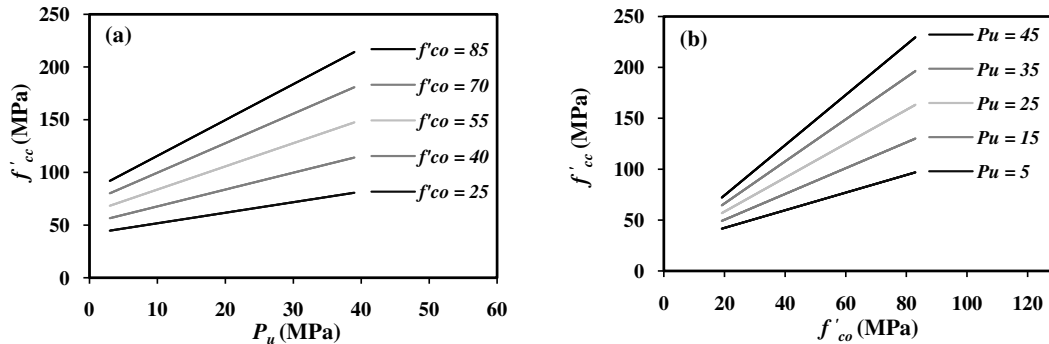 (a)
f'cc (MPa)
250
200
150
100
50
0
0 10 20 30 40 50 60
Pu (MPa)
f'co = 85
f'co = 70
f'co = 55
f'co = 40
f'co = 25
(b)
f'cc (MPa)
250
200
150
100
50
0
0 20 40 60 80 100 120
f'co (MPa)
Pu = 45
Pu = 35
Pu = 25
Pu = 15
Pu = 5